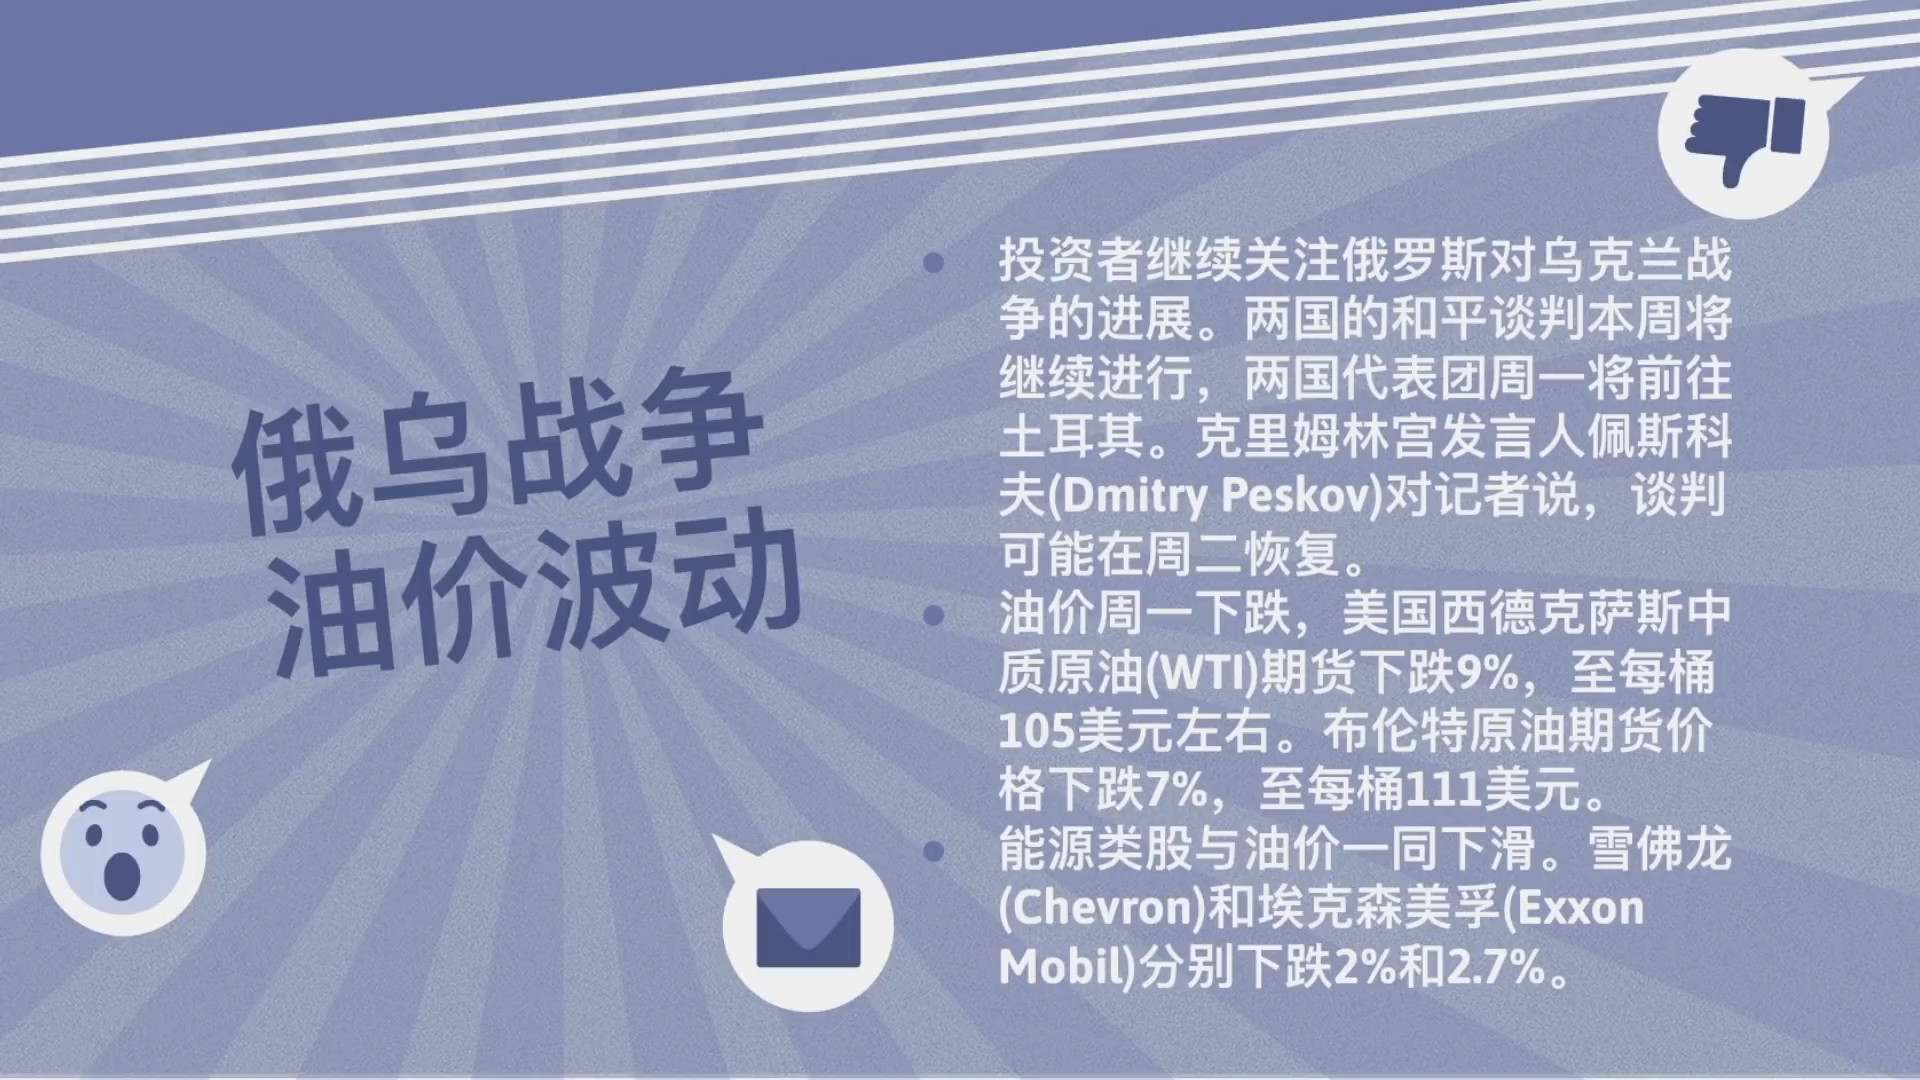 俄乌战争
油价波动
投资者继续关注俄罗斯对乌克兰战
争的进展。两国的和平谈判本周将
继续进行，两国代表团周一将前往
土耳其。克里姆林宫发言人佩斯科
夫(Dmitry Peskov)对记者说，谈判
可能在周二恢复。
油价周一下跌，美国西德克萨斯中
质原油(WTI)期货下跌9%，至每桶
105美元左右。布伦特原油期货价
格下跌7%，至每桶111美元。
能源类股与油价一同下滑。雪佛龙
(Chevron)和埃克森美孚(Exxon
Mobil)分别下跌2%和2.7%。